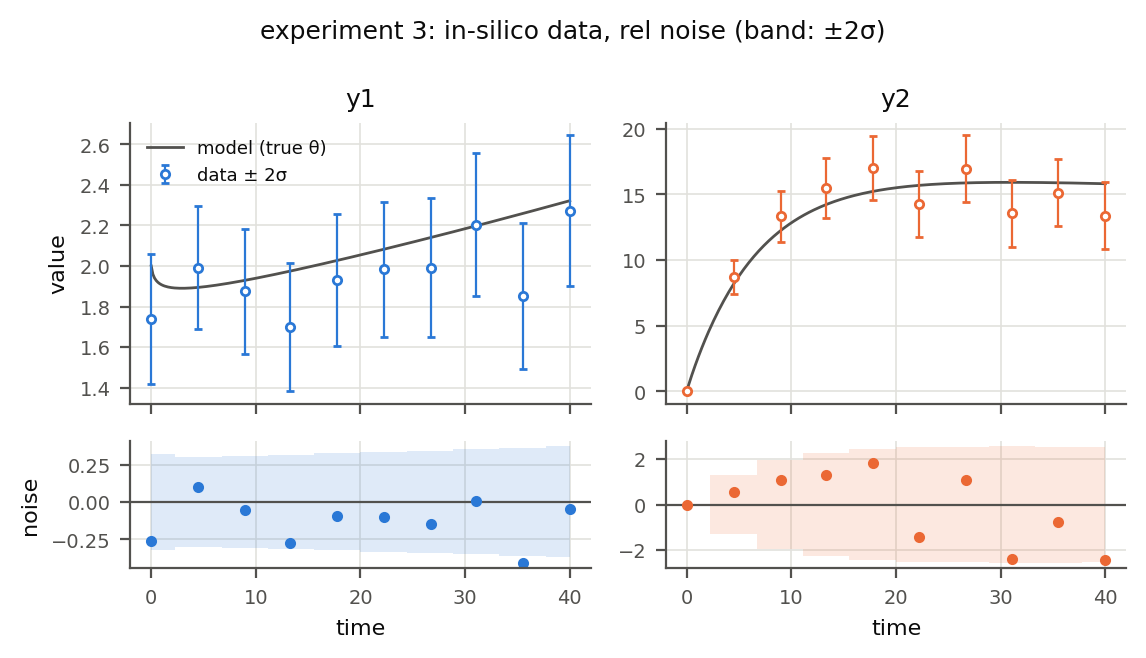 experiment 3: in-silico data, rel noise (band: ±2σ)
y1
y2
model (true θ)
data ± 2σ
value
2.6
2.4
2.2
2.0
1.8
1.6
1.4
20
15
10
5
0
noise
0.25
0.00
−0.25
2
0
−2
0 10 20 30 40
0 10 20 30 40
time
time